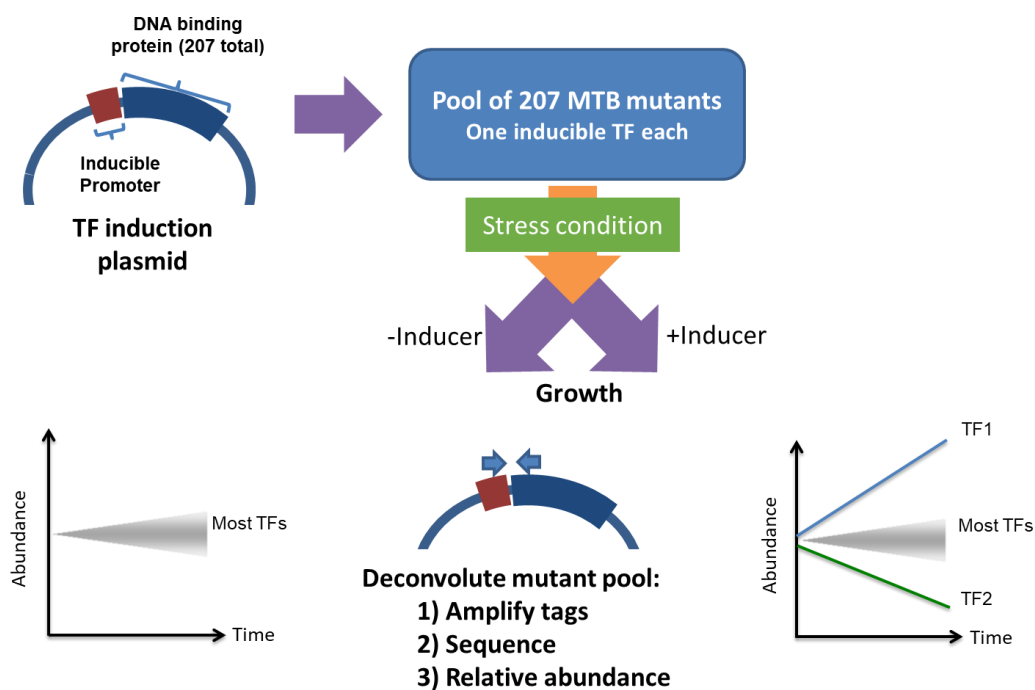 DNA binding
protein (207 total)
Inducible
Promoter
TF induction
plasmid
Pool of 207 MTB mutants
One inducible TF each
Stress condition
-Inducer
+Inducer
Growth
Abundance
Most TFs
Time
Deconvolute mutant pool:
1) Amplify tags
2) Sequence
3) Relative abundance
Abundance
TF1
Most TFs
TF2
Time